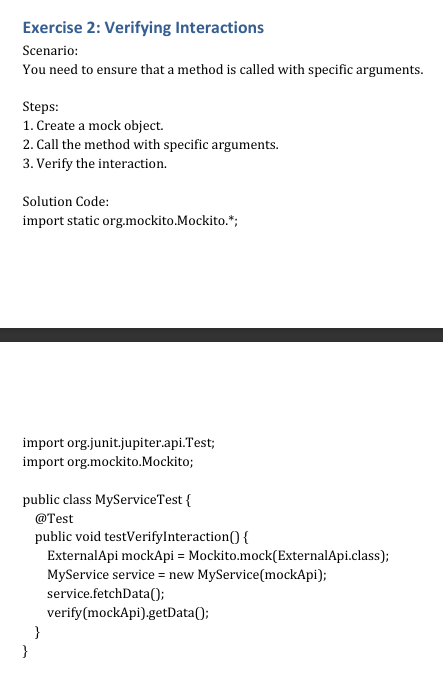 Exercise 2: Verifying Interactions
Scenario:
You need to ensure that a method is called with specific arguments.
Steps:
1. Create a mock object.
2. Call the method with specific arguments.
3. Verify the interaction.
Solution Code:
import static org.mockito.Mockito.*;
import org.junit.jupiter.api.Test;
import org.mockito.Mockito;
public class MyServiceTest {
@Test
public void testVerifyInteraction() {
ExternalApi mockApi = Mockito.mock(ExternalApi.class);
MyService service = new MyService(mockApi);
service.fetchData();
verify(mockApi).getData();
}
}